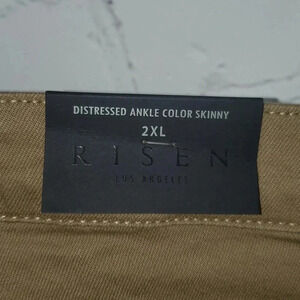 DISTRESSED ANKLE COLOR SKINNY
2XL
RISEN
LOS ANGELES